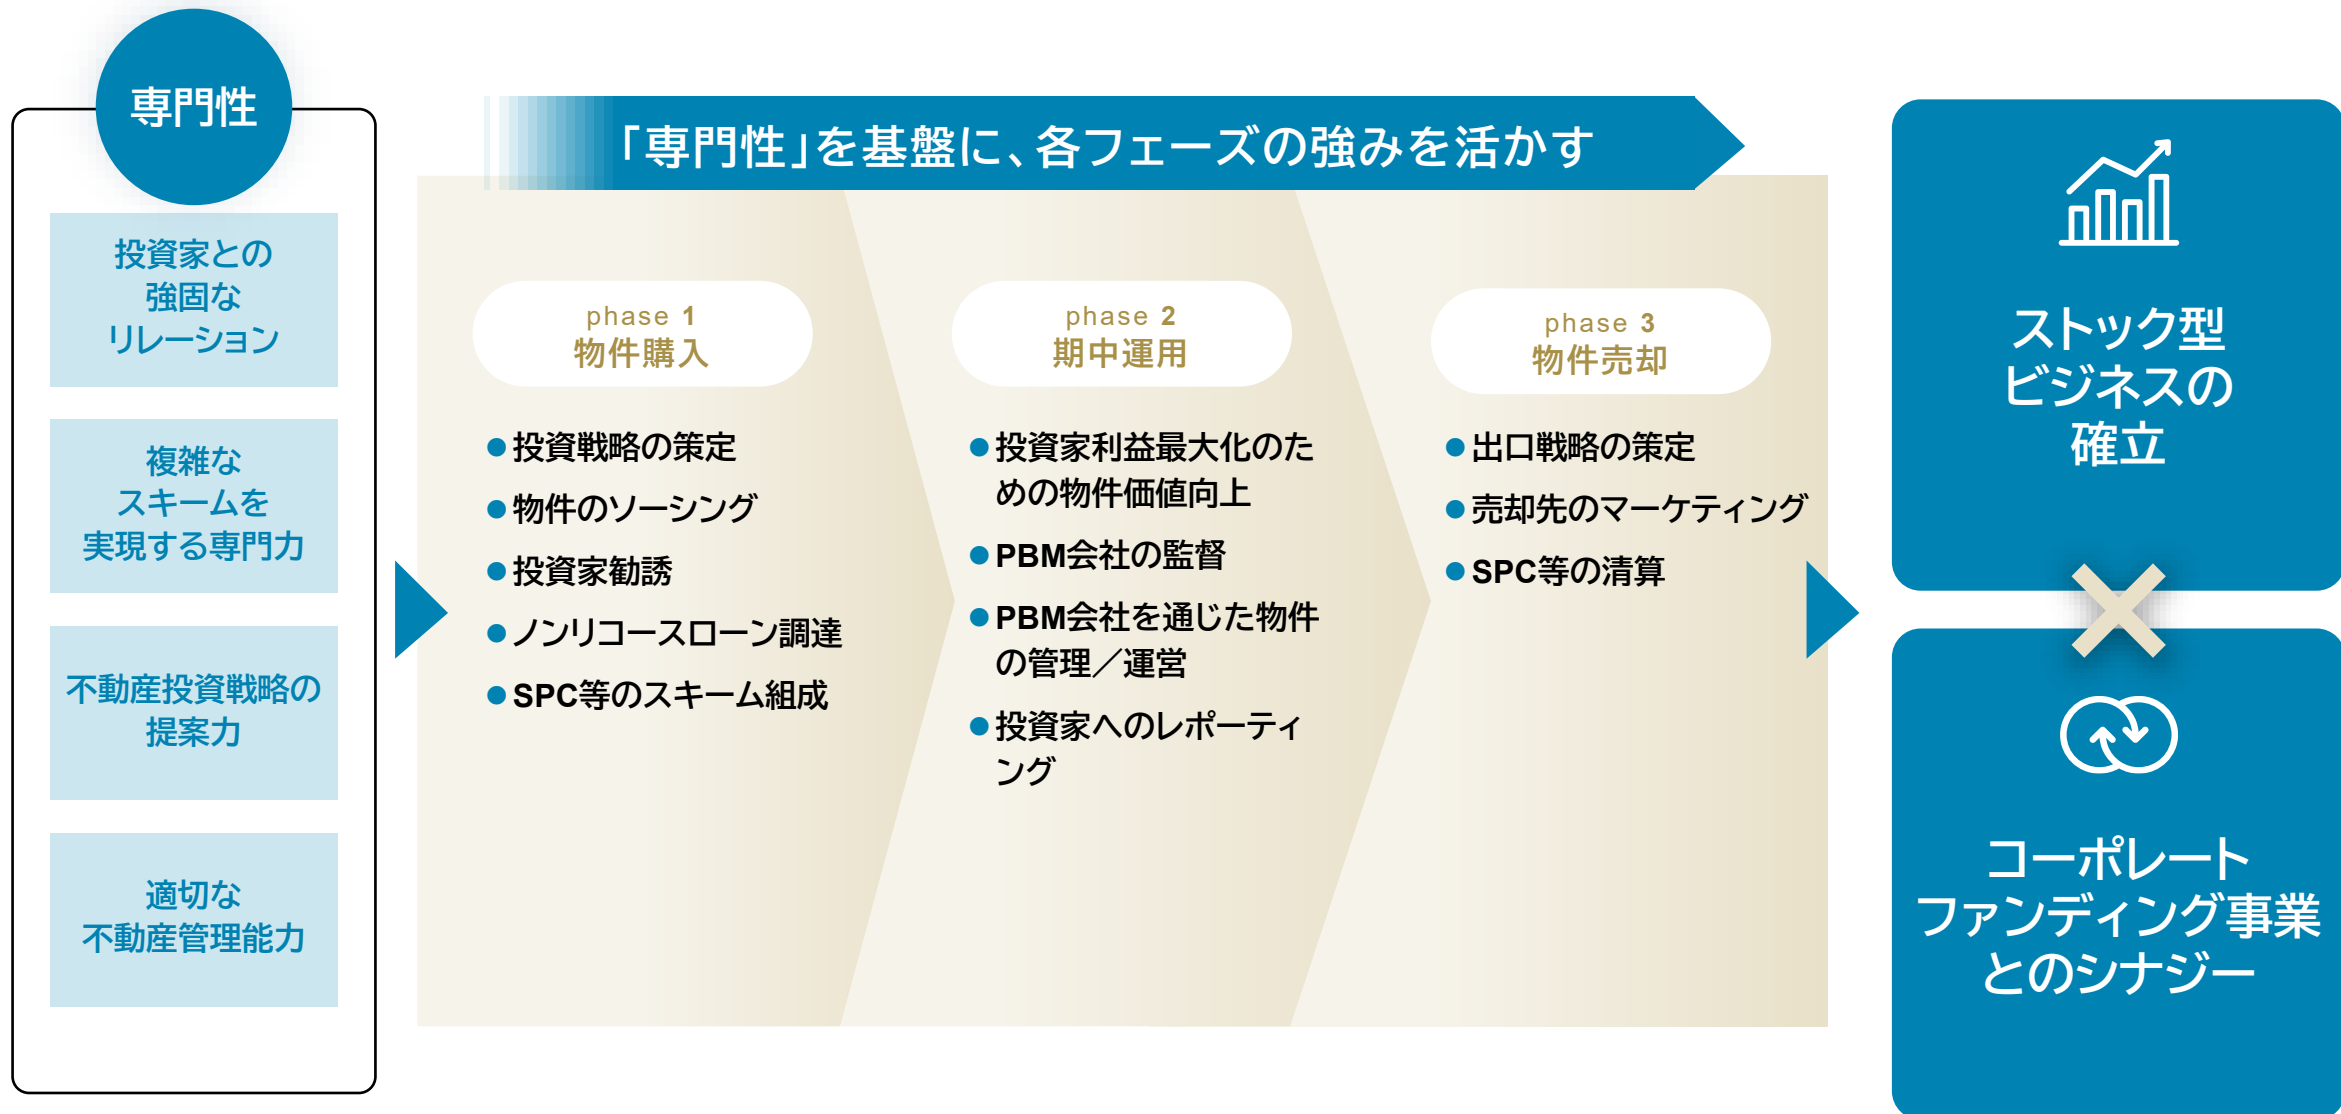 専門性
投資家との
強固な
リレーション
複雑な
スキームを
実現する専門力
不動産投資戦略の
提案力
適切な
不動産管理能力
「専門性」を基盤に、各フェーズの強みを活かす
phase 1
物件購入
●投資戦略の策定
●物件のソーシング
●投資家勧誘
●ノンリコースローン調達
●SPC等のスキーム組成
phase 2
期中運用
●投資家利益最大化のた
めの物件価値向上
●PBM会社の監督
●PBM会社を通じた物件
の管理／運営
●投資家へのレポーティ
ング
phase 3
物件売却
●出口戦略の策定
●売却先のマーケティング
●SPC等の清算
ストック型
ビジネスの
確立
×
コーポレート
ファンディング事業
とのシナジー